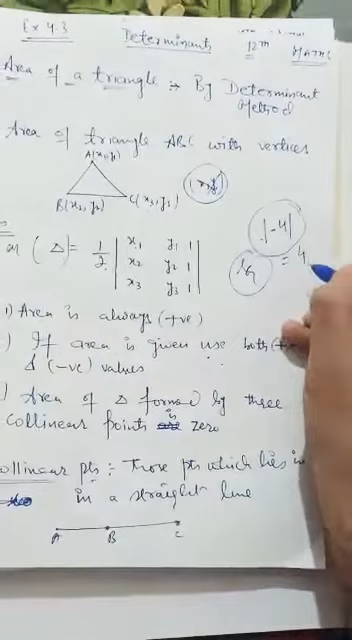 Ex 4.3
Determinants
12th
MATHS
Area of a triangle :- By Determinant
Method
Area of triangle ABC with vertices
A(x₁,y₁)
B(x₂,y₂) C(x₃,y₃) (x,y)
(Δ) = 1/2 | x₁ y₁ 1 |
| x₂ y₂ 1 |
| x₃ y₃ 1 |
|-4|
= 4
1) Area is always (+ve)
) If area is given use both (+
& (-ve) values
) Area of Δ formed by three
collinear points is zero
ollinear pts :- Those pts which lies in
in a straight line
A B C